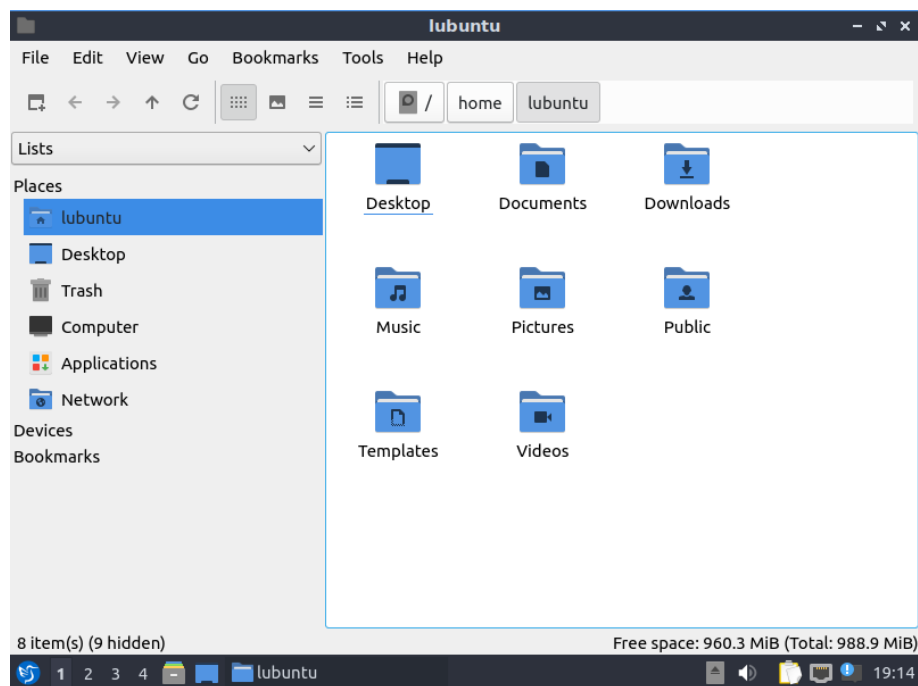 lubuntu
File Edit View Go Bookmarks Tools Help
/ home lubuntu
Lists
Places
lubuntu
Desktop
Trash
Computer
Applications
Network
Devices
Bookmarks
Desktop Documents Downloads
Music Pictures Public
Templates Videos
8 item(s) (9 hidden) Free space: 960.3 MiB (Total: 988.9 MiB)
1 2 3 4 lubuntu 19:14